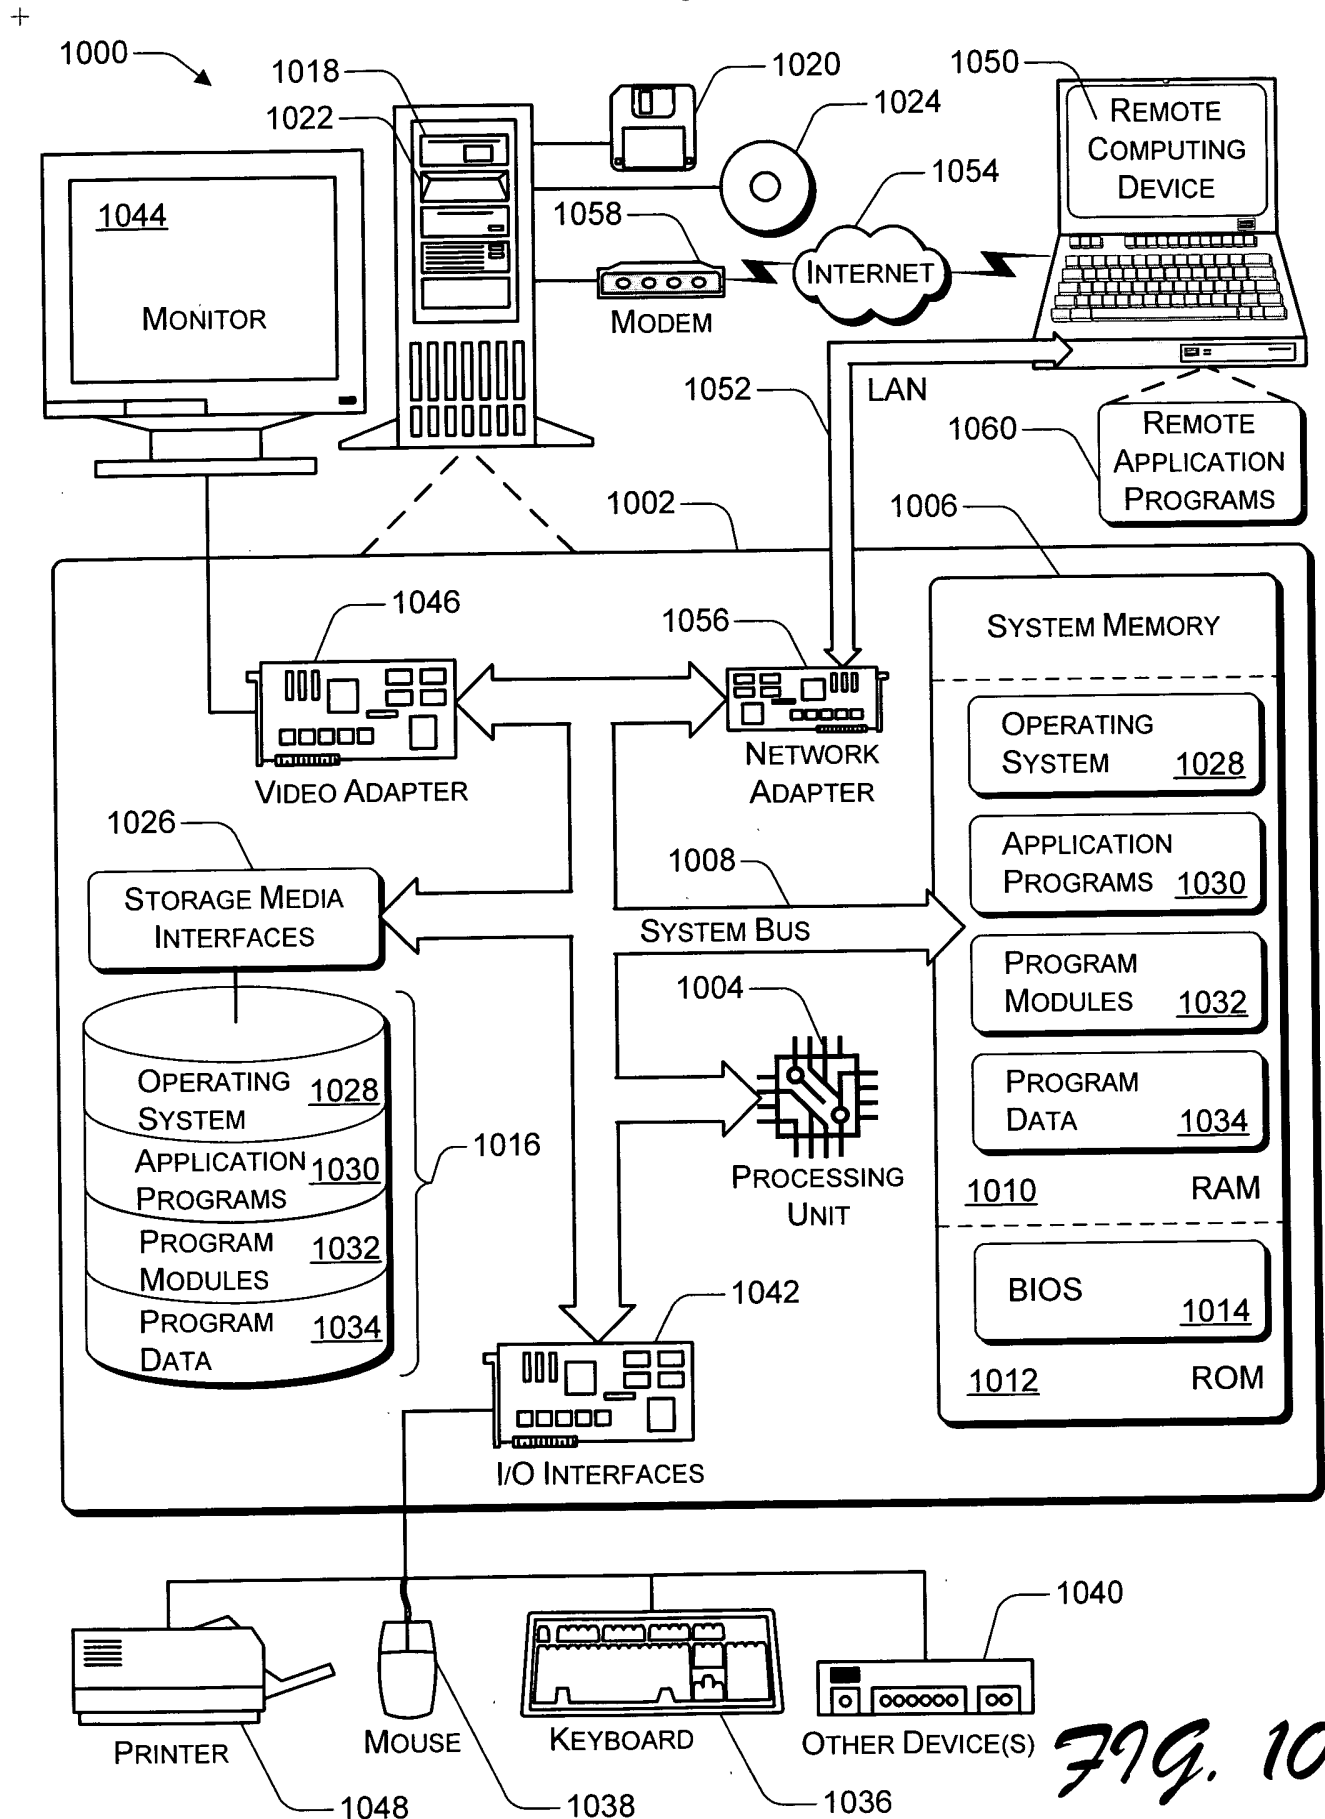 1000
1018
1022
1020
1024
1050
REMOTE
COMPUTING
DEVICE
1054
1058
1044
MONITOR
INTERNET
MODEM
1052
LAN
1060
REMOTE
APPLICATION
PROGRAMS
1002
1006
1046
1056
SYSTEM MEMORY
VIDEO ADAPTER
NETWORK
ADAPTER
OPERATING
SYSTEM 1028
1026
STORAGE MEDIA
INTERFACES
1008
SYSTEM BUS
APPLICATION
PROGRAMS 1030
PROGRAM
MODULES 1032
1004
PROCESSING
UNIT
PROGRAM
DATA 1034
1010 RAM
OPERATING
SYSTEM 1028
APPLICATION
PROGRAMS 1030
PROGRAM
MODULES 1032
PROGRAM
DATA 1034
1016
BIOS 1014
1012 ROM
1042
I/O INTERFACES
1040
PRINTER
MOUSE
KEYBOARD
OTHER DEVICE(S)
1048
1038
1036
FIG. 10